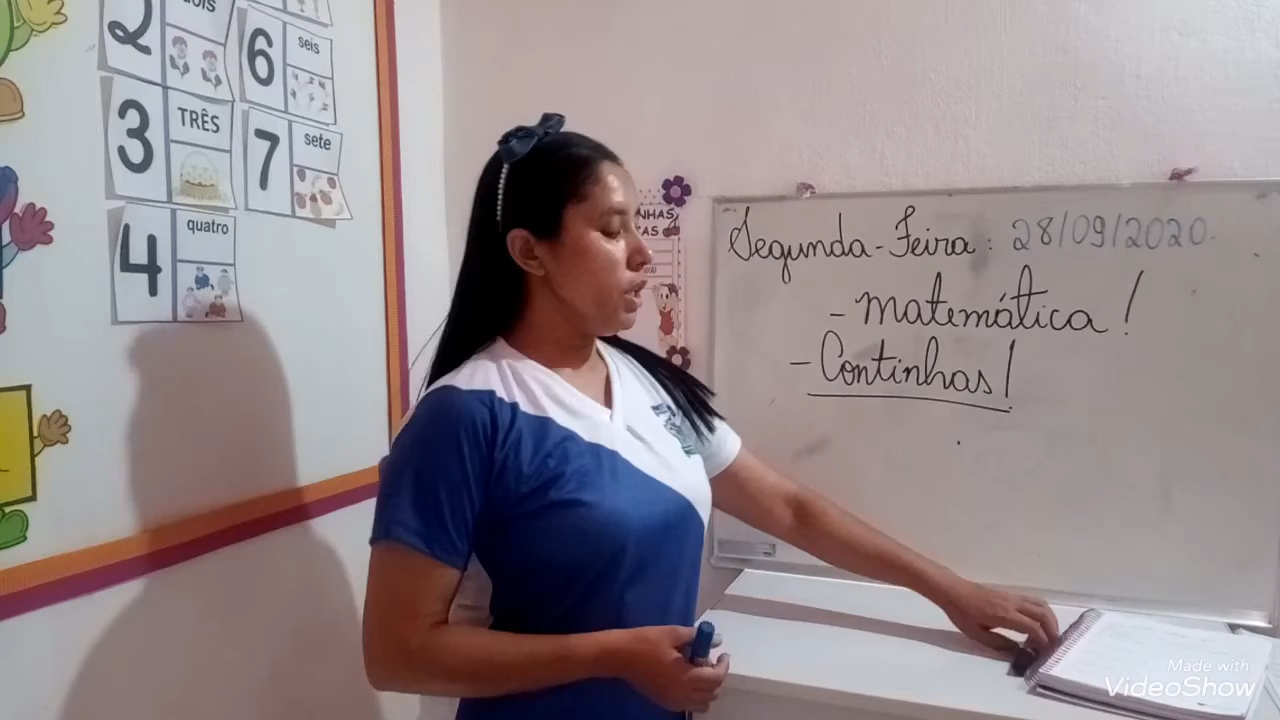 2
6
seis
3
TRÊS
7
sete
4
quatro
Segunda-Feira: 28/09/2020.
- Matemática!
- Continhas!
Made with
VideoShow